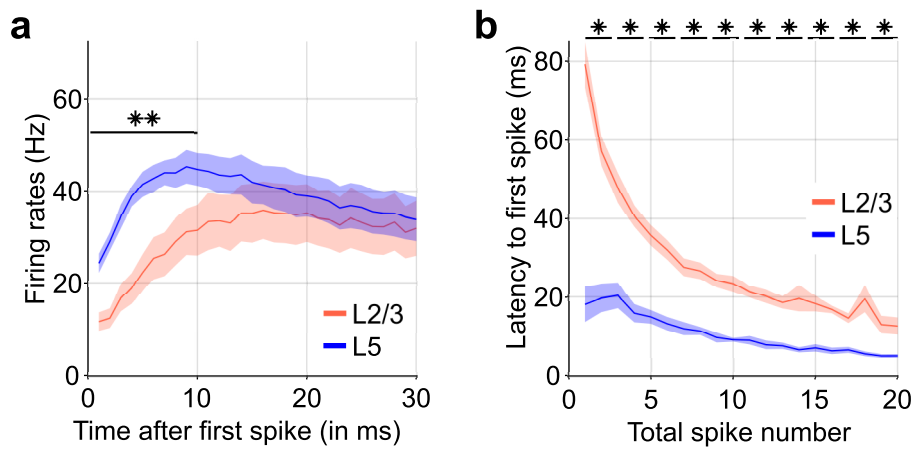 a
Firing rates (Hz)
60
40
20
0
**
L2/3
L5
0 10 20 30
Time after first spike (in ms)
b
Latency to first spike (ms)
80
60
40
20
0
* * * * * * * * * *
L2/3
L5
0 5 10 15 20
Total spike number